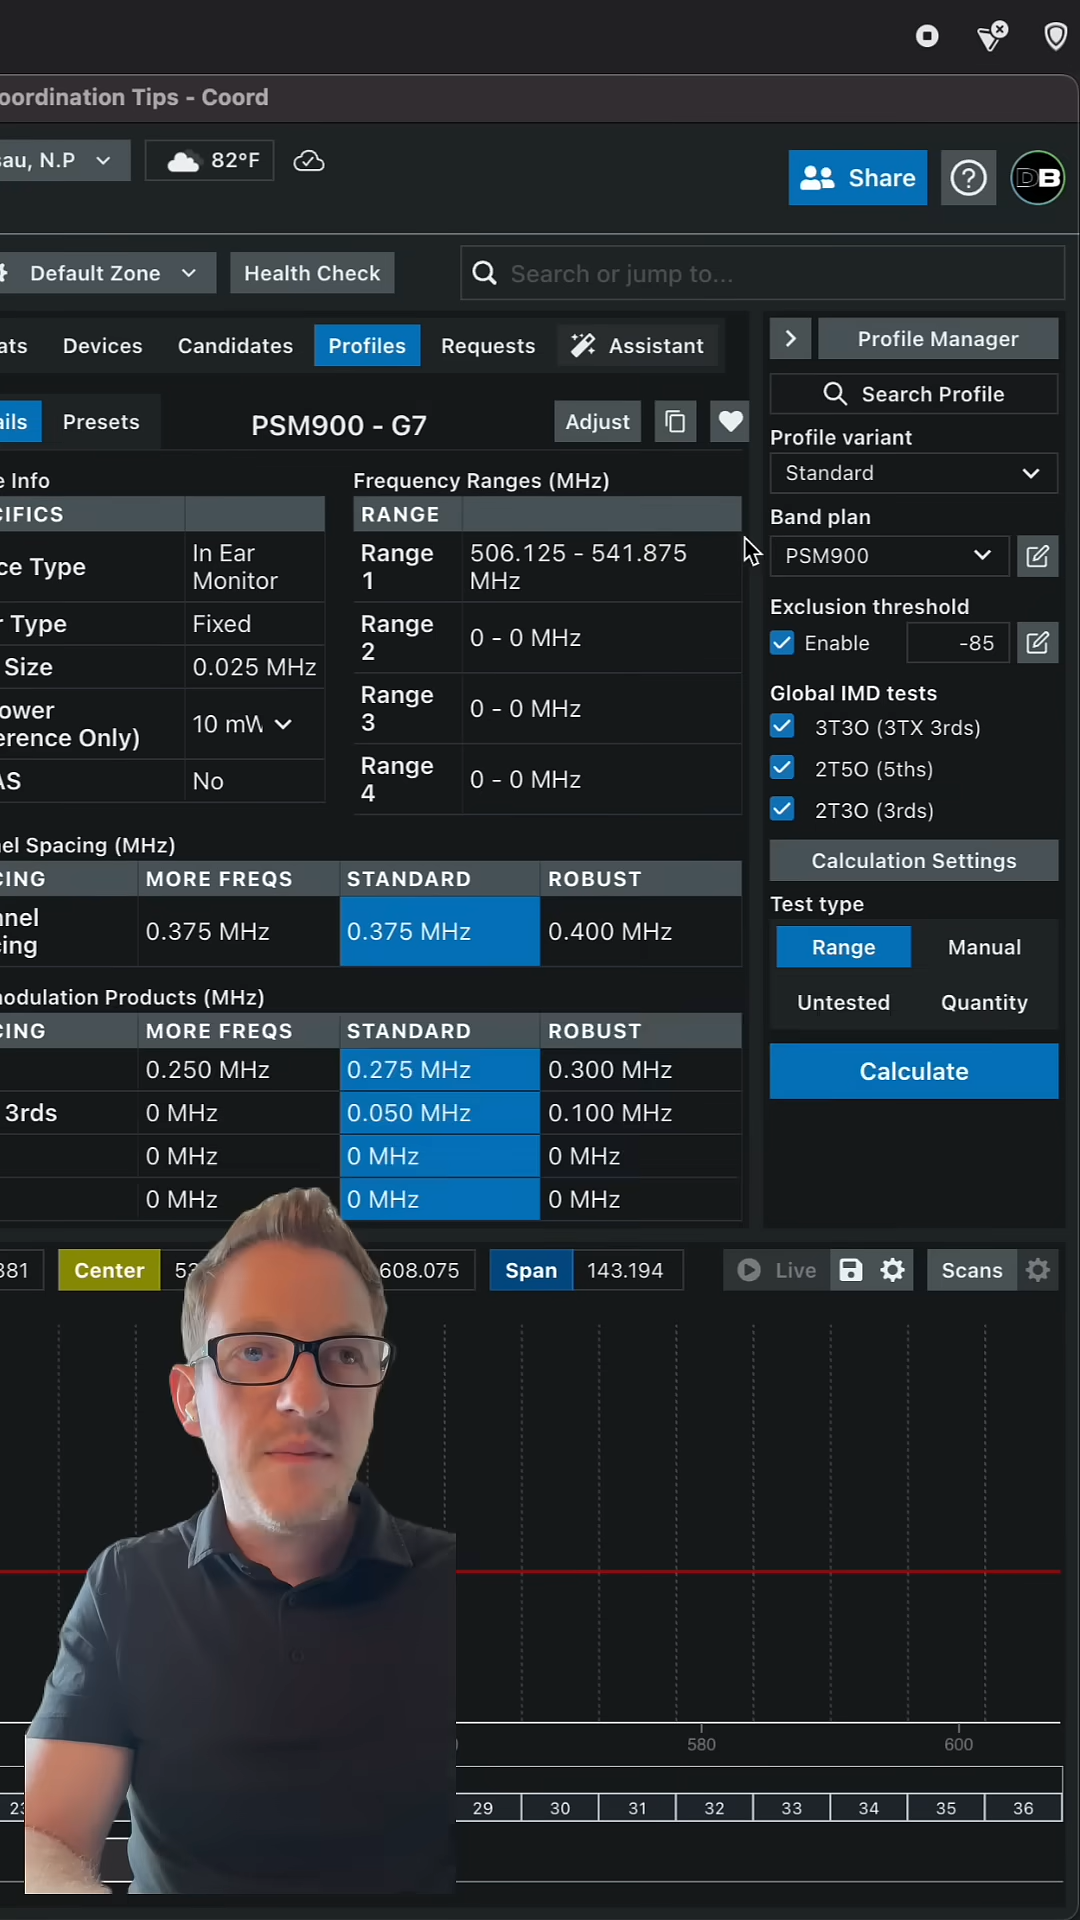 oordination Tips - Coord
sau, N.P
82°F
Share
DB
Default Zone
Health Check
Search or jump to...
ats
Devices
Candidates
Profiles
Requests
Assistant
Profile Manager
Search Profile
ails
Presets
PSM900 - G7
Adjust
Profile variant
Standard
e Info
Frequency Ranges (MHz)
CIFICS
RANGE
Band plan
PSM900
ce Type
In Ear
Monitor
Range
1
506.125 - 541.875
MHz
r Type
Fixed
Range
2
0 - 0 MHz
Size
0.025 MHz
Range
3
0 - 0 MHz
ower
erence Only)
10 mW
Range
4
0 - 0 MHz
AS
No
Exclusion threshold
Enable
-85
Global IMD tests
3T3O (3TX 3rds)
2T5O (5ths)
2T3O (3rds)
Calculation Settings
Test type
Range
Manual
Untested
Quantity
Calculate
el Spacing (MHz)
CING
MORE FREQS
STANDARD
ROBUST
nnel
cing
0.375 MHz
0.375 MHz
0.400 MHz
nodulation Products (MHz)
CING
MORE FREQS
STANDARD
ROBUST
0.250 MHz
0.275 MHz
0.300 MHz
3rds
0 MHz
0.050 MHz
0.100 MHz
0 MHz
0 MHz
0 MHz
0 MHz
0 MHz
0 MHz
381
Center
53
608.075
Span
143.194
Live
Scans
580
600
23
29
30
31
32
33
34
35
36